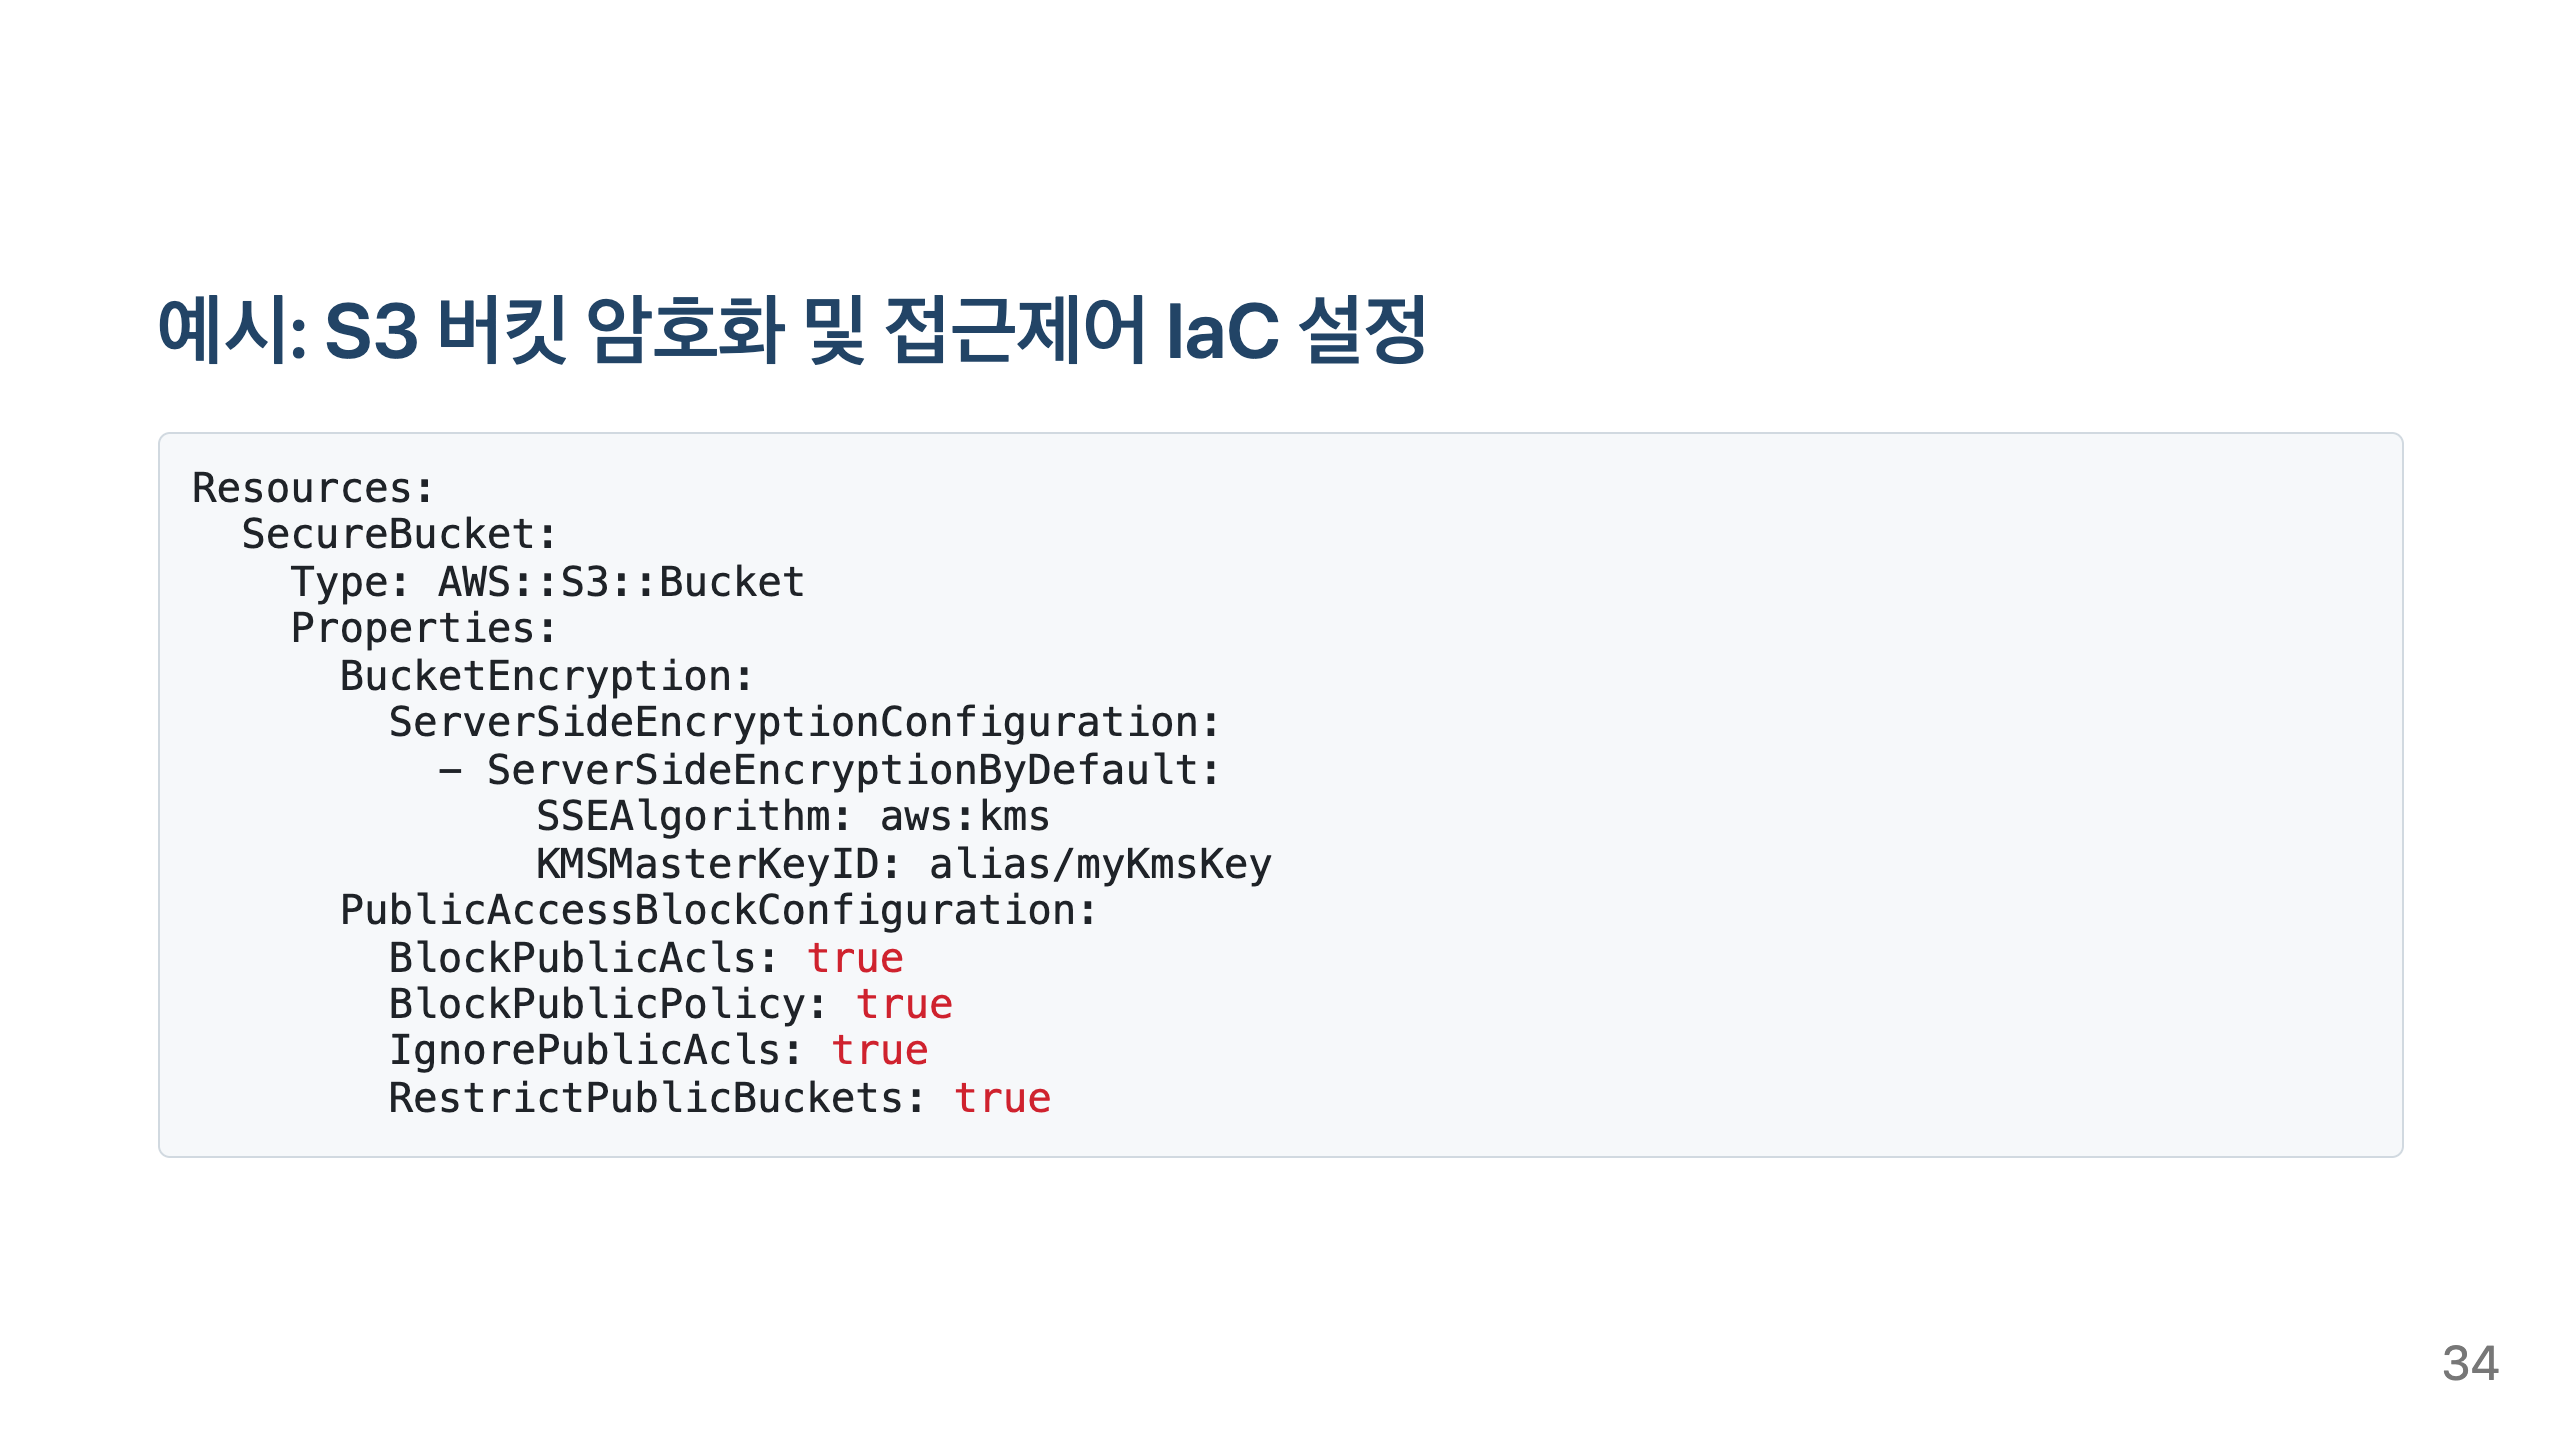 예시: S3 버킷 암호화 및 접근제어 IaC 설정
Resources:
  SecureBucket:
    Type: AWS::S3::Bucket
    Properties:
      BucketEncryption:
        ServerSideEncryptionConfiguration:
          - ServerSideEncryptionByDefault:
              SSEAlgorithm: aws:kms
              KMSMasterKeyID: alias/myKmsKey
      PublicAccessBlockConfiguration:
        BlockPublicAcls: true
        BlockPublicPolicy: true
        IgnorePublicAcls: true
        RestrictPublicBuckets: true
34